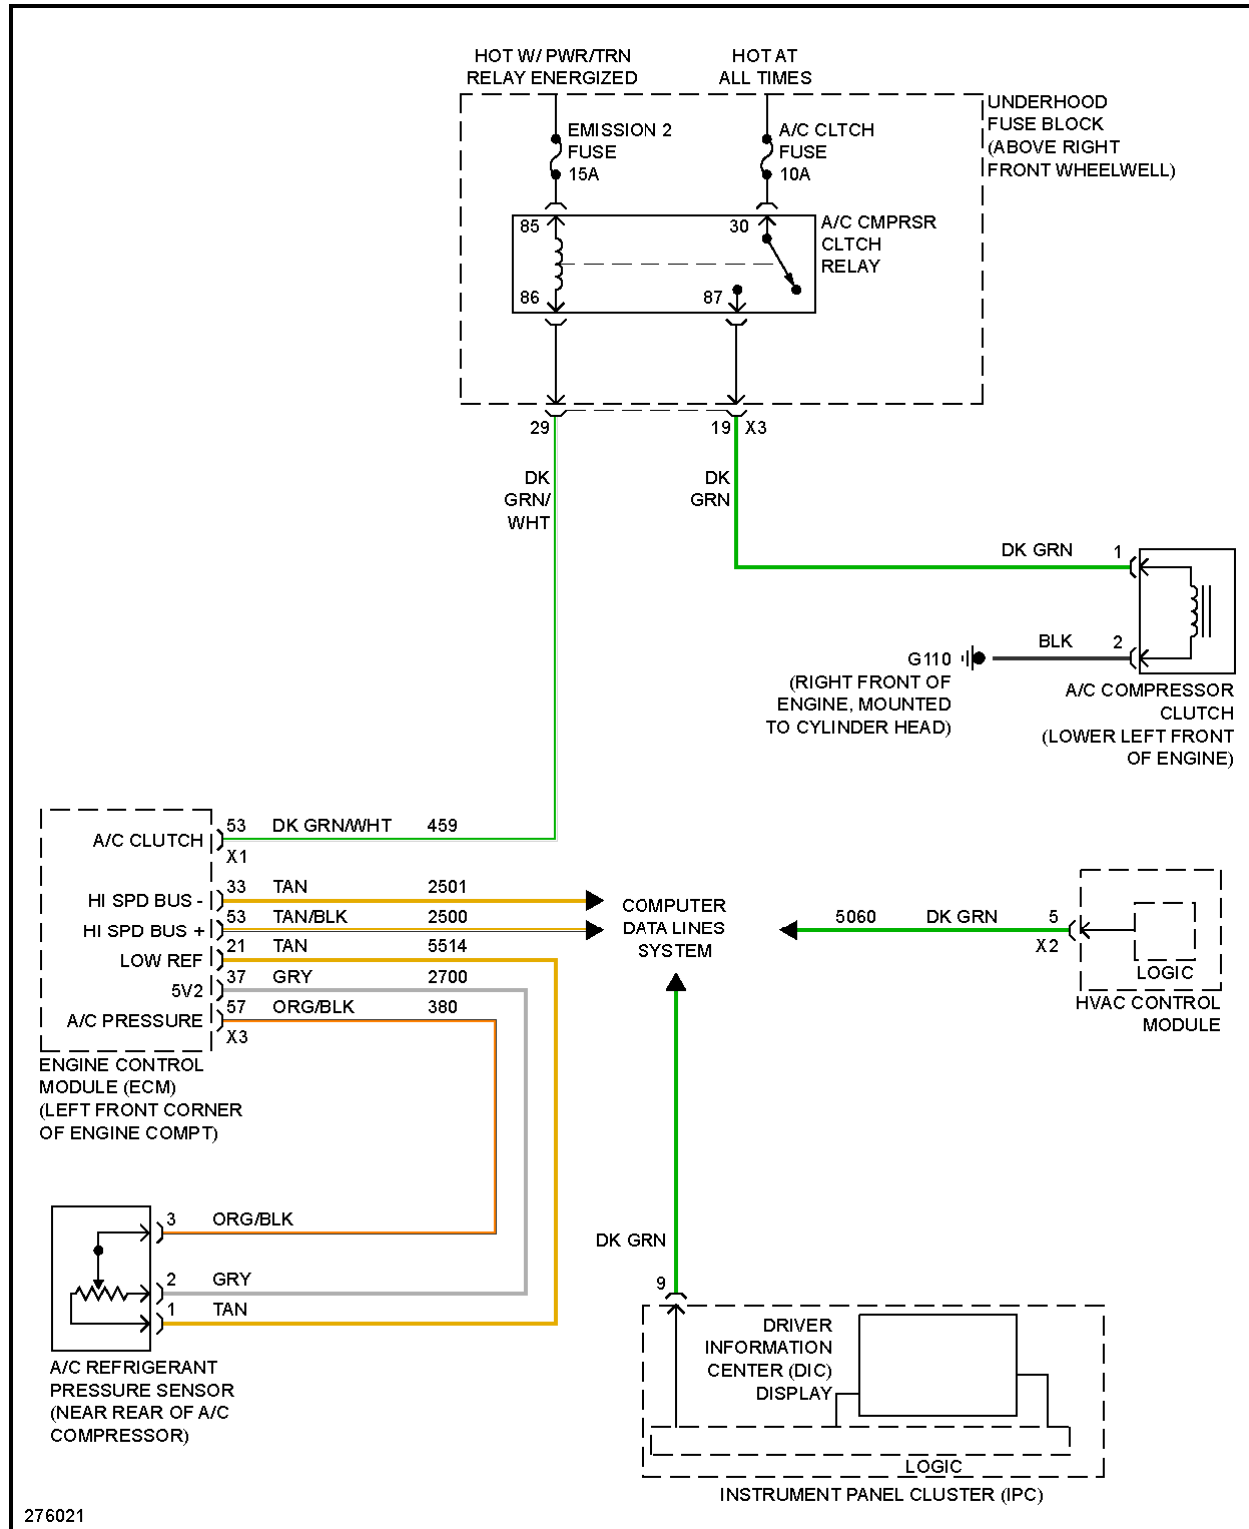 HOT W/ PWR/TRN
RELAY ENERGIZED
HOT AT
ALL TIMES
UNDERHOOD
FUSE BLOCK
(ABOVE RIGHT
FRONT WHEELWELL)
EMISSION 2
FUSE
15A
A/C CLTCH
FUSE
10A
85
30
A/C CMPRSR
CLTCH
RELAY
86
87
29
19
X3
DK
GRN/
WHT
DK
GRN
DK GRN
1
BLK
2
G110
(RIGHT FRONT OF
ENGINE, MOUNTED
TO CYLINDER HEAD)
A/C COMPRESSOR
CLUTCH
(LOWER LEFT FRONT
OF ENGINE)
A/C CLUTCH
53
DK GRN/WHT
459
X1
HI SPD BUS -
33
TAN
2501
HI SPD BUS +
53
TAN/BLK
2500
LOW REF
21
TAN
5514
5V2
37
GRY
2700
A/C PRESSURE
57
ORG/BLK
380
X3
ENGINE CONTROL
MODULE (ECM)
(LEFT FRONT CORNER
OF ENGINE COMPT)
COMPUTER
DATA LINES
SYSTEM
5060
DK GRN
5
X2
LOGIC
HVAC CONTROL
MODULE
3
ORG/BLK
2
GRY
1
TAN
A/C REFRIGERANT
PRESSURE SENSOR
(NEAR REAR OF A/C
COMPRESSOR)
DK GRN
9
DRIVER
INFORMATION
CENTER (DIC)
DISPLAY
LOGIC
INSTRUMENT PANEL CLUSTER (IPC)
276021